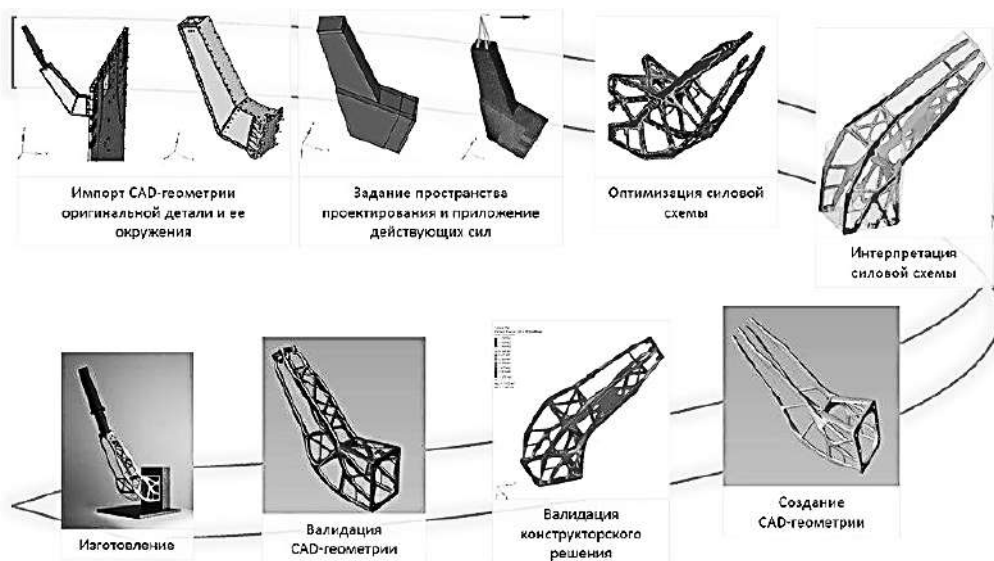 Импорт CAD-геометрии
оригинальной детали и ее
окружения
Задание пространства
проектирования и приложение
действующих сил
Оптимизация силовой
схемы
Интерпретация
силовой схемы
Изготовление
Валидация
CAD-геометрии
Валидация
конструкторского
решения
Создание
CAD-геометрии